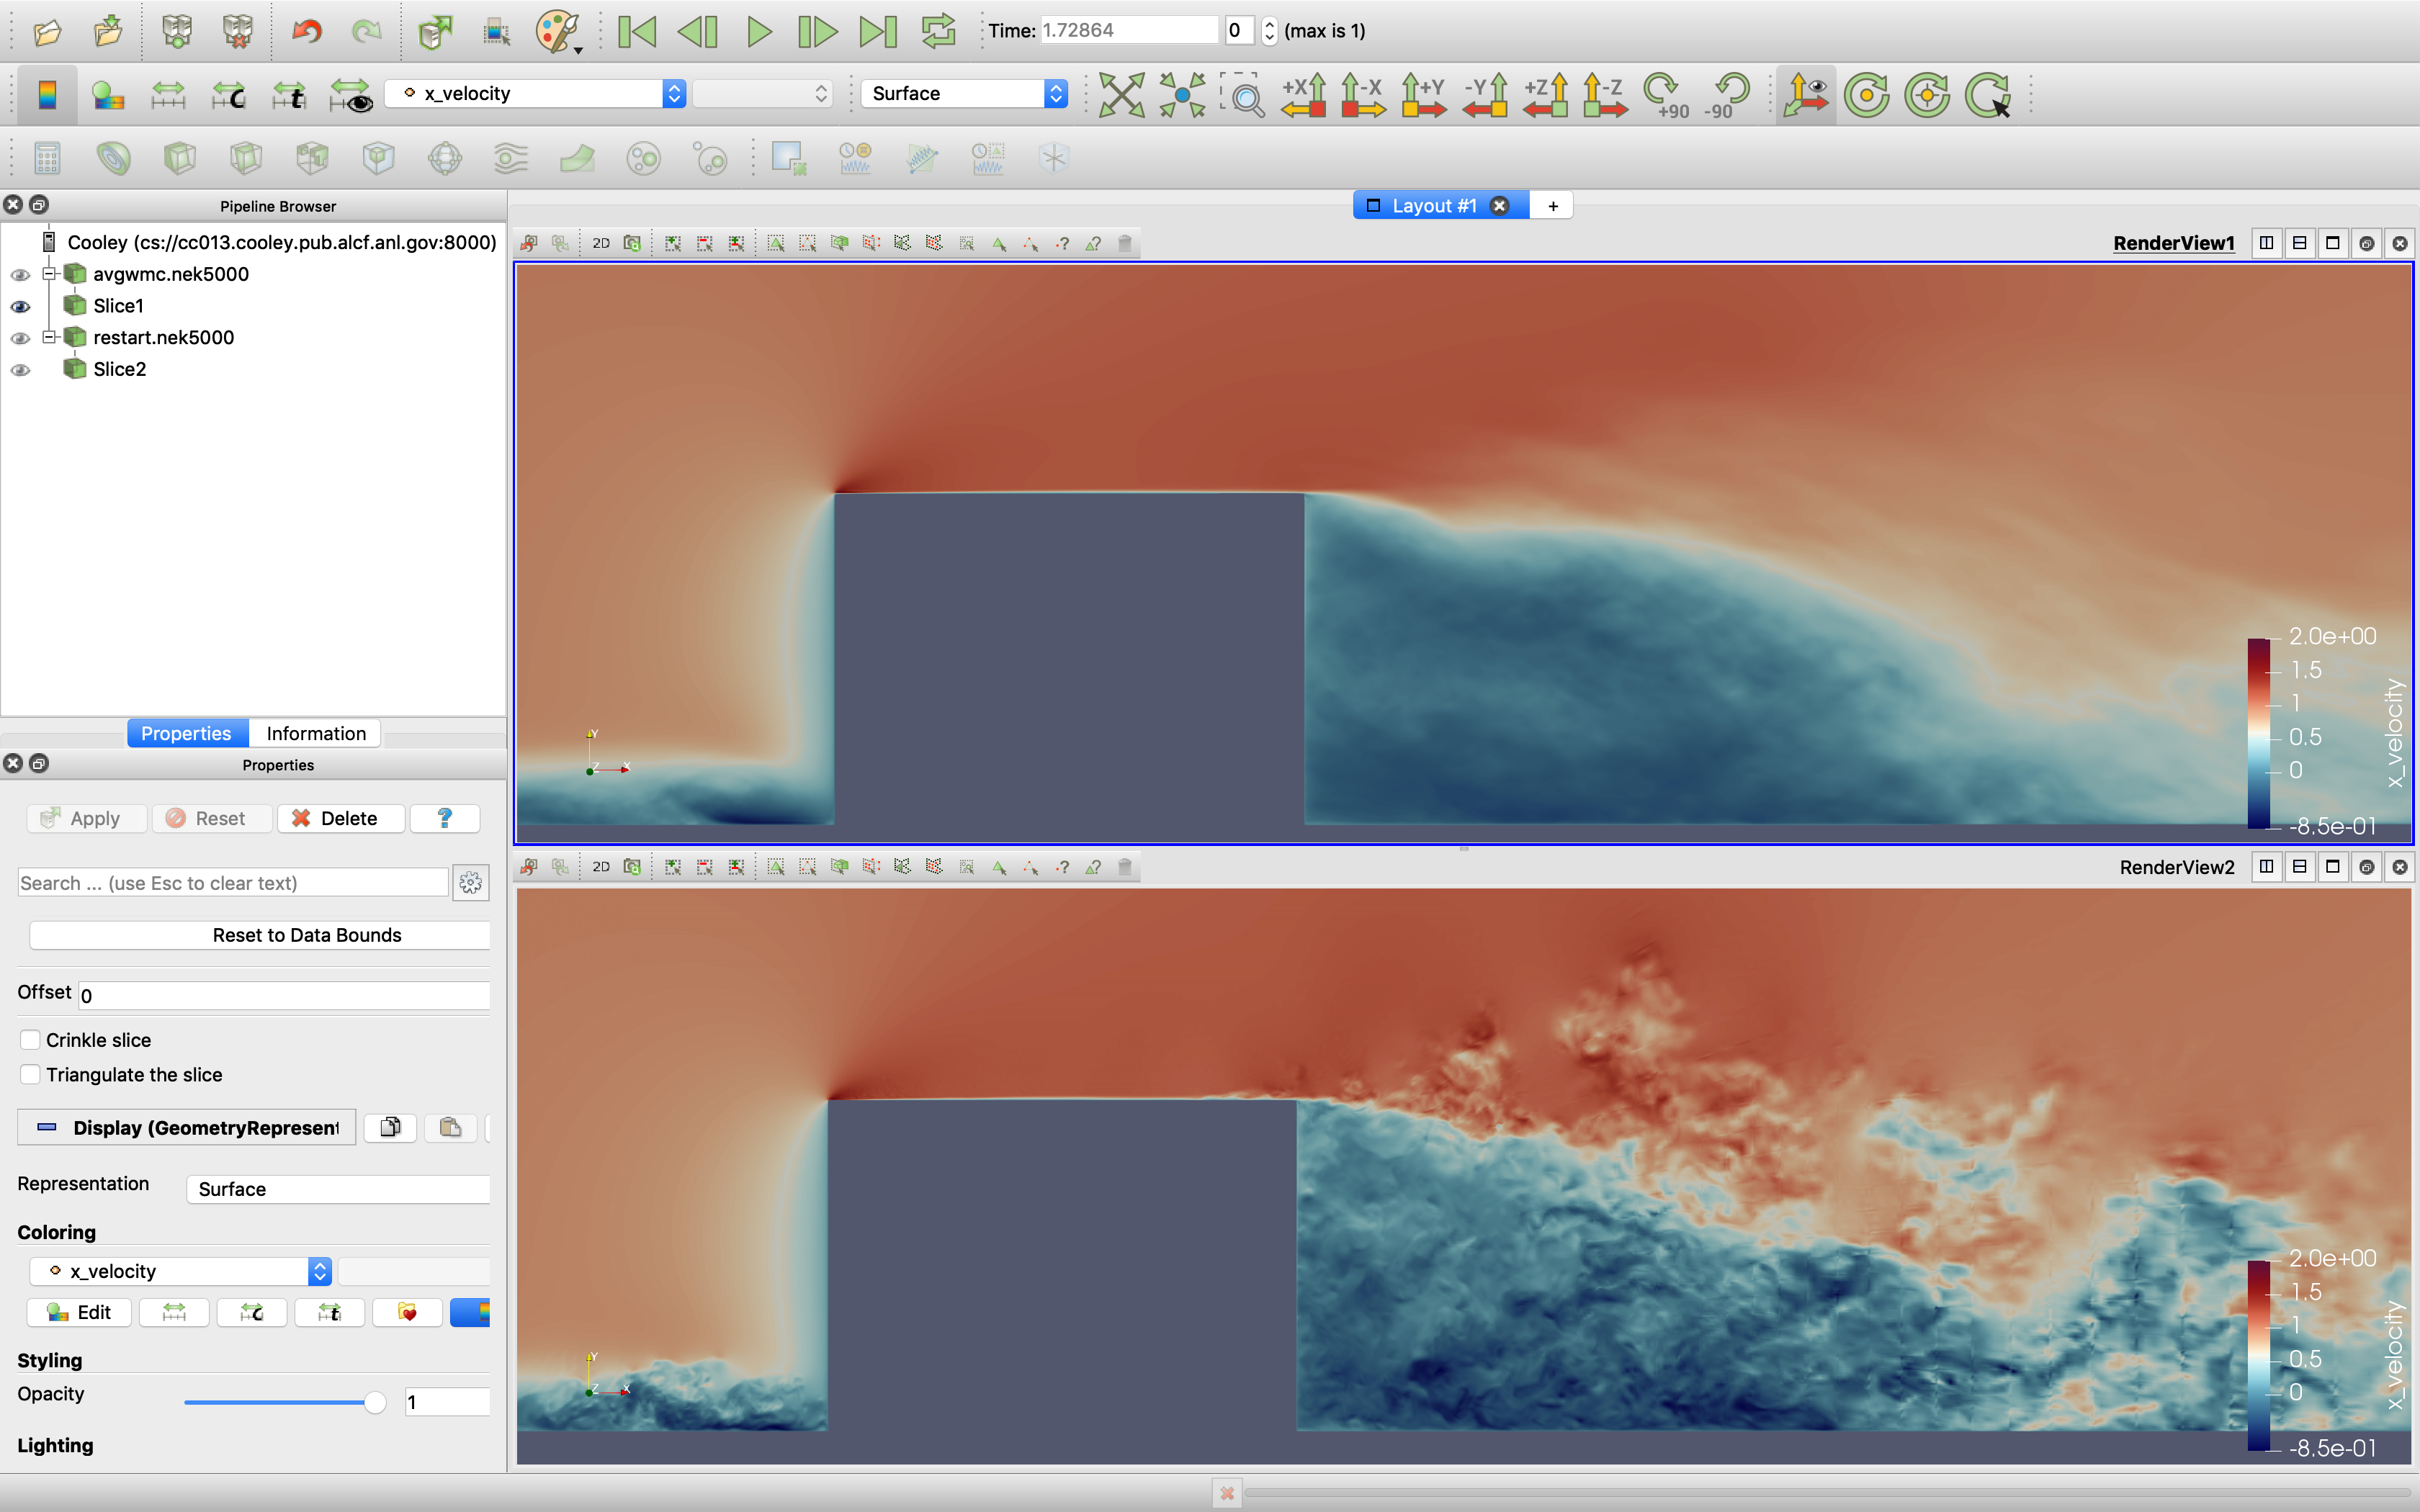 Time: 1.72864 0 (max is 1)
x_velocity Surface +X -X +Y -Y +Z -Z +90 -90
Pipeline Browser
Cooley (cs://cc013.cooley.pub.alcf.anl.gov:8000)
avgwmc.nek5000
Slice1
restart.nek5000
Slice2
Properties Information
Properties
Apply Reset Delete ?
Search ... (use Esc to clear text)
Reset to Data Bounds
Offset 0
Crinkle slice
Triangulate the slice
Display (GeometryRepresent
Representation Surface
Coloring
x_velocity
Edit
Styling
Opacity 1
Lighting
Layout #1 +
2D RenderView1
2.0e+00
1.5
1
0.5
0
-8.5e-01
x_velocity
Y
Z X
2D RenderView2
2.0e+00
1.5
1
0.5
0
-8.5e-01
x_velocity
Y
Z X